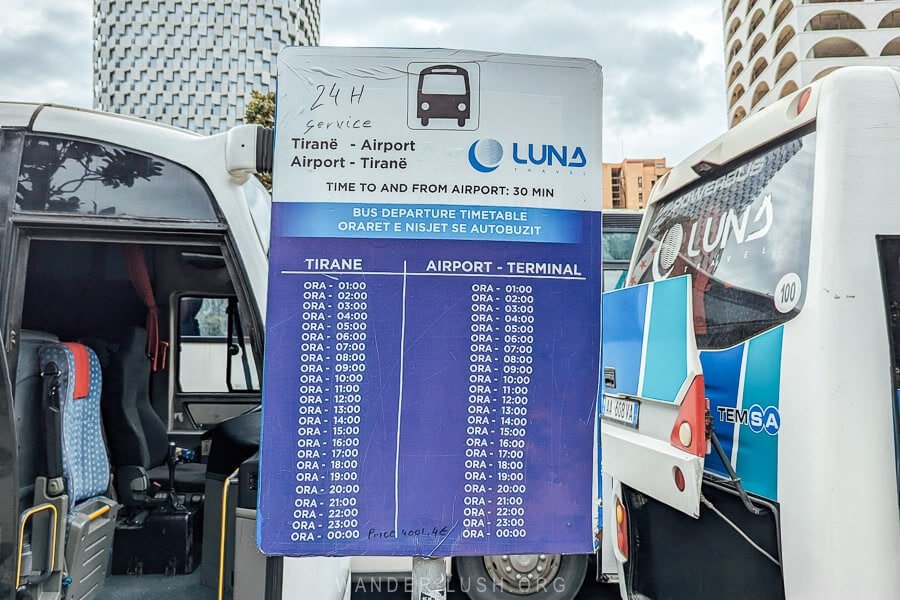 24H
service
Tiranë - Airport
Airport - Tiranë
LUNA
TRAVEL
TIME TO AND FROM AIRPORT: 30 MIN
BUS DEPARTURE TIMETABLE
ORARET E NISJET SE AUTOBUZIT
TIRANE
ORA - 01:00
ORA - 02:00
ORA - 03:00
ORA - 04:00
ORA - 05:00
ORA - 06:00
ORA - 07:00
ORA - 08:00
ORA - 09:00
ORA - 10:00
ORA - 11:00
ORA - 12:00
ORA - 13:00
ORA - 14:00
ORA - 15:00
ORA - 16:00
ORA - 17:00
ORA - 18:00
ORA - 19:00
ORA - 20:00
ORA - 21:00
ORA - 22:00
ORA - 23:00
ORA - 00:00
AIRPORT - TERMINAL
ORA - 01:00
ORA - 02:00
ORA - 03:00
ORA - 04:00
ORA - 05:00
ORA - 06:00
ORA - 07:00
ORA - 08:00
ORA - 09:00
ORA - 10:00
ORA - 11:00
ORA - 12:00
ORA - 13:00
ORA - 14:00
ORA - 15:00
ORA - 16:00
ORA - 17:00
ORA - 18:00
ORA - 19:00
ORA - 20:00
ORA - 21:00
ORA - 22:00
ORA - 23:00
ORA - 00:00
Price 400L, 4€
LUNA
TRAVEL
100
608 VA
TEMSA
WANDER-LUSH.ORG